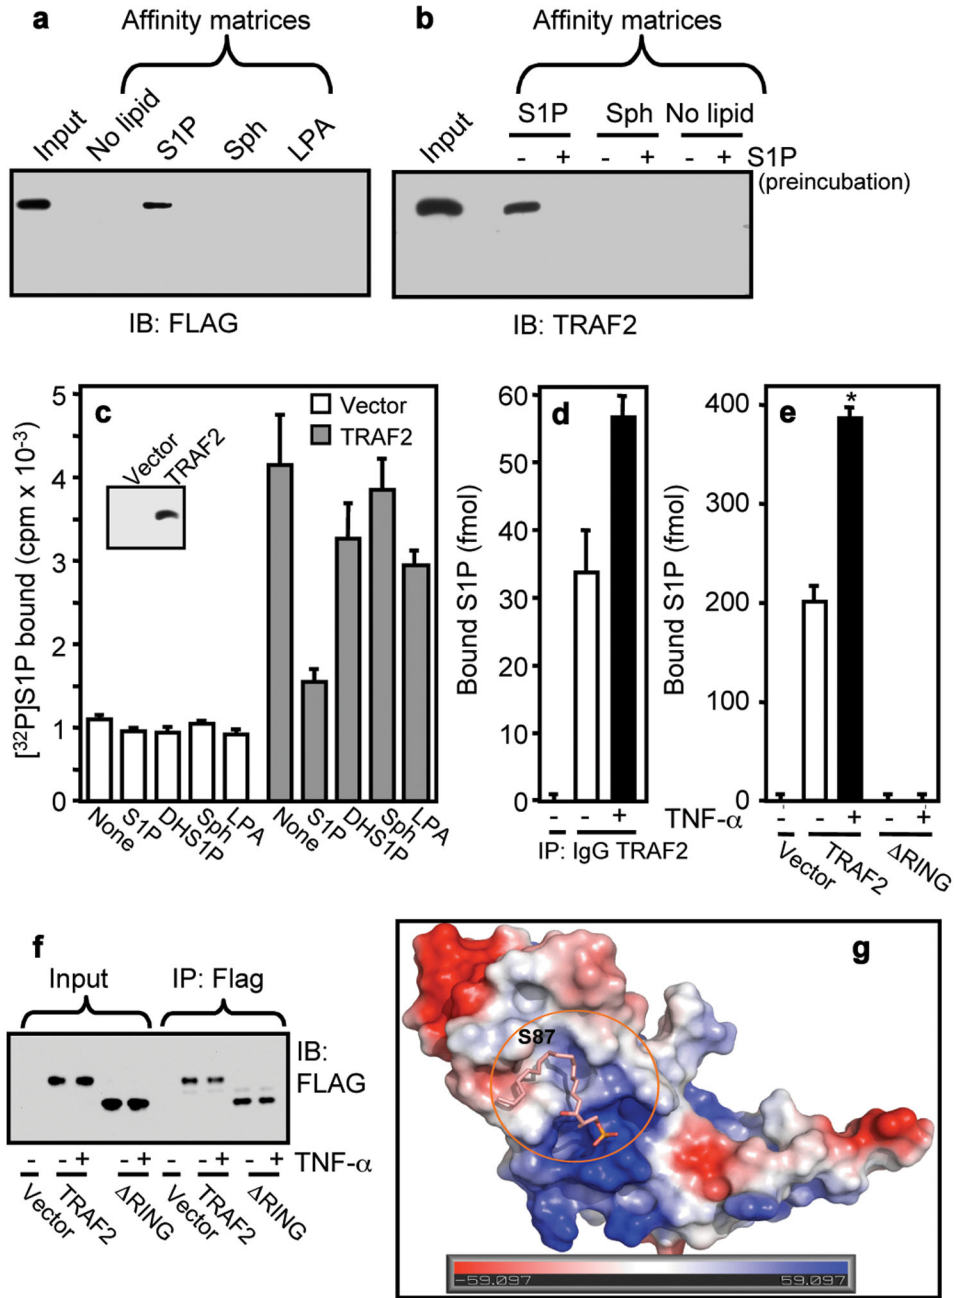 a
Affinity matrices
Input
No lipid
S1P
Sph
LPA
IB: FLAG
b
Affinity matrices
Input
S1P
Sph
No lipid
- + - + - + S1P
(preincubation)
IB: TRAF2
c
Vector
TRAF2
Vector
TRAF2
[³²P]S1P bound (cpm x 10⁻³)
5
4
3
2
1
0
None
S1P
DHS1P
Sph
LPA
None
S1P
DHS1P
Sph
LPA
d
Bound S1P (fmol)
60
50
40
30
20
10
0
- - +
IP: IgG TRAF2
e
*
Bound S1P (fmol)
400
300
200
100
0
TNF-α - - + - +
Vector
TRAF2
ΔRING
f
Input
IP: Flag
IB:
FLAG
- - + - + - - + - + TNF-α
Vector
TRAF2
ΔRING
Vector
TRAF2
ΔRING
g
S87
-59.097
59.097